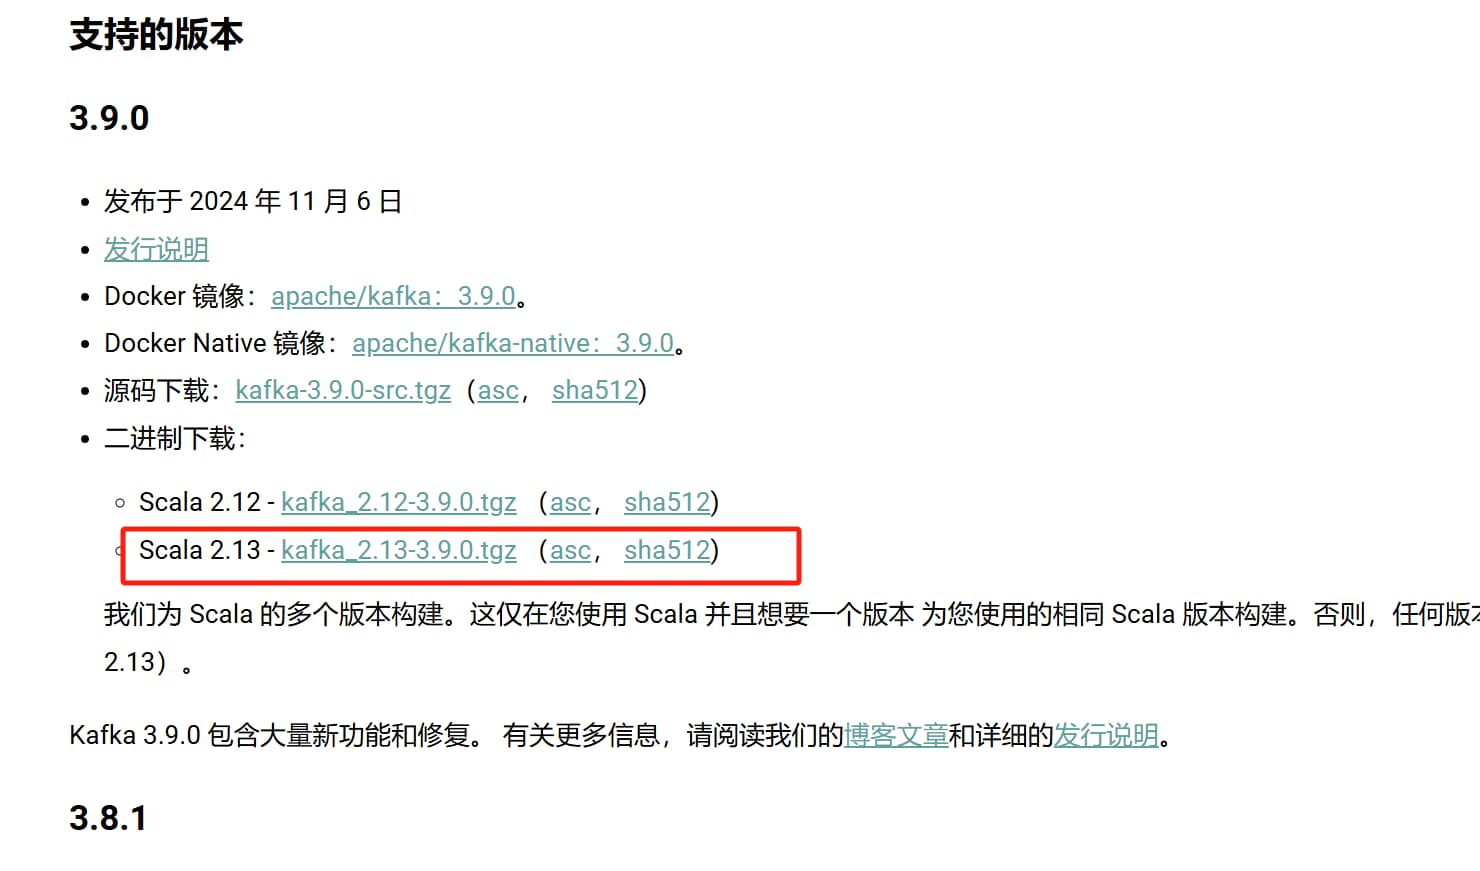 支持的版本
3.9.0
发布于 2024 年 11 月 6 日
发行说明
Docker 镜像：apache/kafka：3.9.0。
Docker Native 镜像：apache/kafka-native：3.9.0。
源码下载：kafka-3.9.0-src.tgz（asc， sha512)
二进制下载：
Scala 2.12 - kafka_2.12-3.9.0.tgz （asc， sha512)
Scala 2.13 - kafka_2.13-3.9.0.tgz （asc， sha512)
我们为 Scala 的多个版本构建。这仅在您使用 Scala 并且想要一个版本 为您使用的相同 Scala 版本构建。否则，任何版本
2.13）。
Kafka 3.9.0 包含大量新功能和修复。 有关更多信息，请阅读我们的博客文章和详细的发行说明。
3.8.1